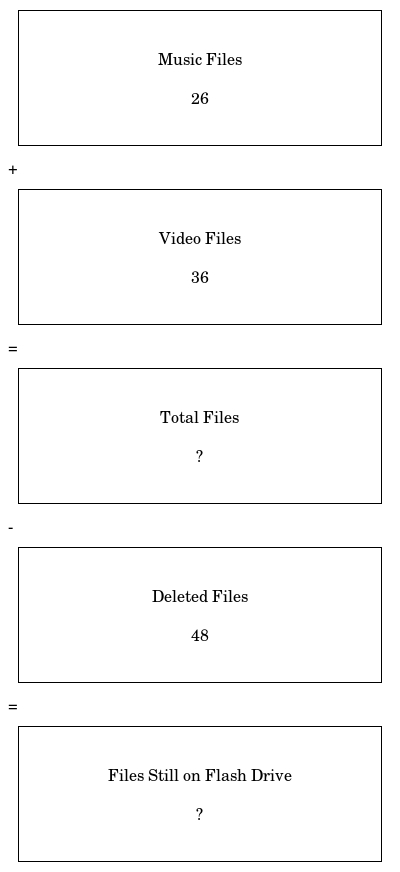 Music Files
26
+
Video Files
36
=
Total Files
?
-
Deleted Files
48
=
Files Still on Flash Drive
?